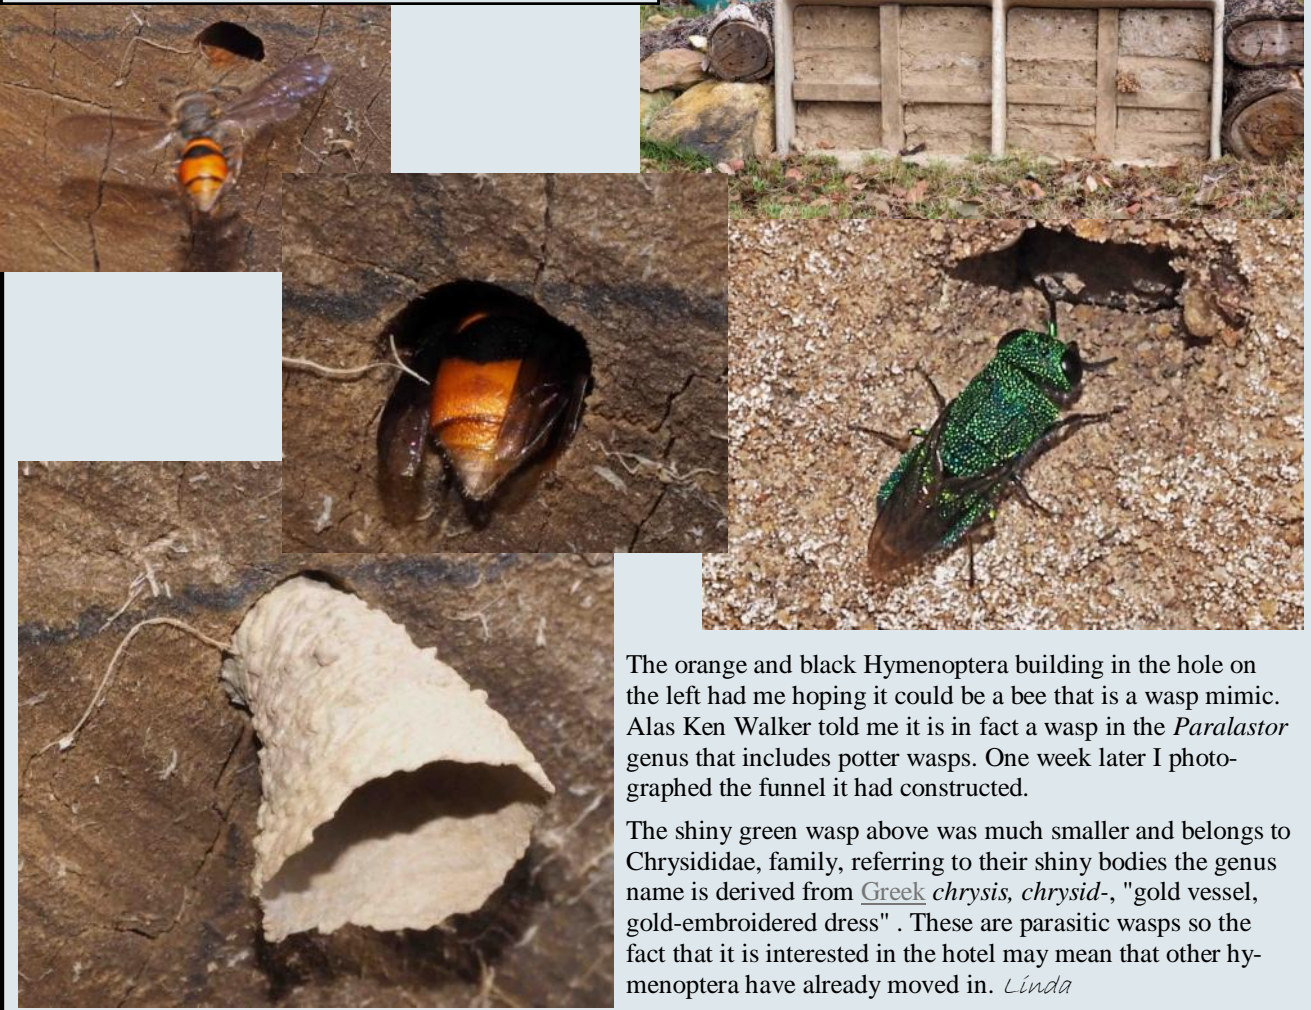 The orange and black Hymenoptera building in the hole on
the left had me hoping it could be a bee that is a wasp mimic.
Alas Ken Walker told me it is in fact a wasp in the Paralastor
genus that includes potter wasps. One week later I photo-
graphed the funnel it had constructed.
The shiny green wasp above was much smaller and belongs to
Chrysididae, family, referring to their shiny bodies the genus
name is derived from Greek chrysis, chrysid-, "gold vessel,
gold-embroidered dress" . These are parasitic wasps so the
fact that it is interested in the hotel may mean that other hy-
menoptera have already moved in. Linda